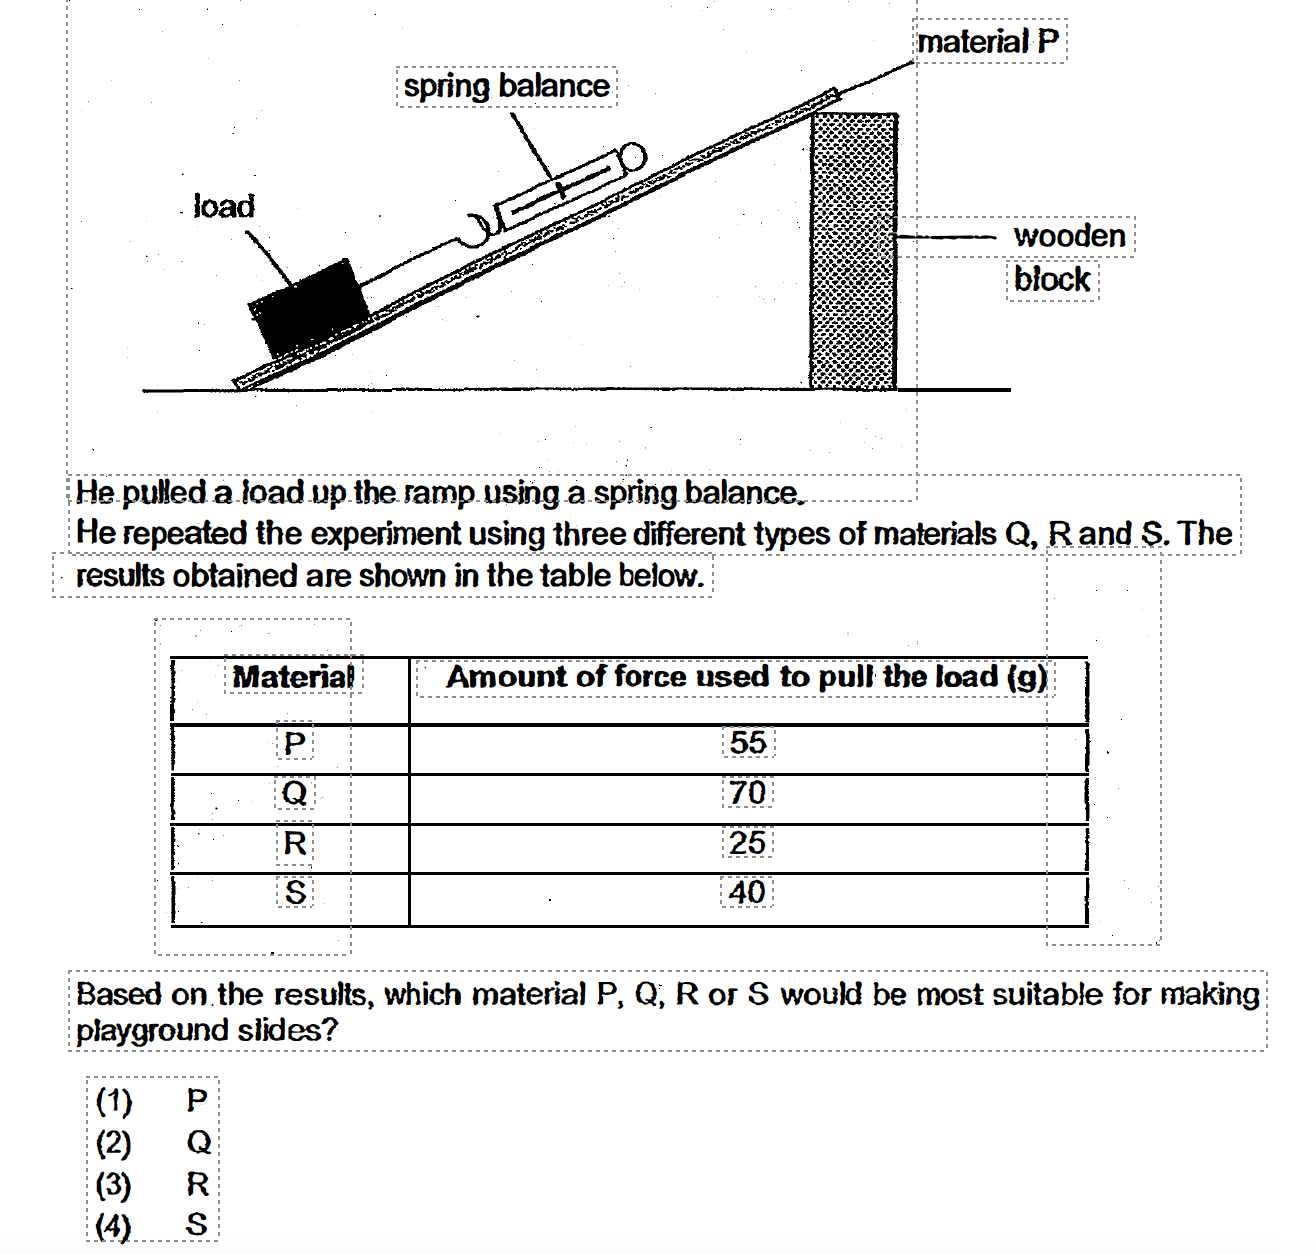 material P
spring balance
load
wooden
block
He pulled a load up the ramp using a spring balance.
He repeated the experiment using three different types of materials Q, R and S. The
results obtained are shown in the table below.
Material Amount of force used to pull the load (g)
P 55
Q 70
R 25
S 40
Based on the results, which material P, Q, R or S would be most suitable for making
playground slides?
(1) P
(2) Q
(3) R
(4) S